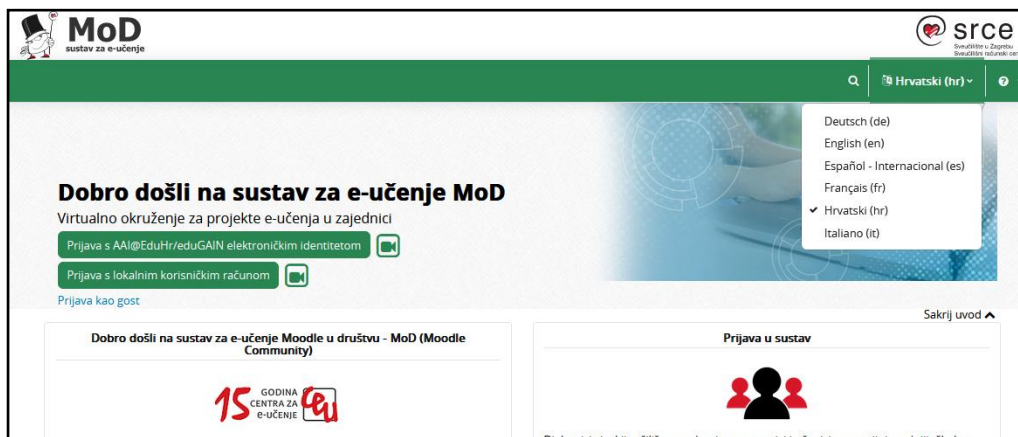 MoD
sustav za e-učenje
srce
Sveučilište u Zagrebu
Sveučilišni računski
Hrvatski (hr)
Deutsch (de)
English (en)
Español - Internacional (es)
Français (fr)
Hrvatski (hr)
Italiano (it)
Dobro došli na sustav za e-učenje MoD
Virtualno okruženje za projekte e-učenja u zajednici
Prijava s AAI@EduHr/eduGAIN elektroničkim identitetom
Prijava s lokalnim korisničkim računom
Prijava kao gost
Sakrij uvod
Dobro došli na sustav za e-učenje Moodle u društvu - MoD (Moodle
Community)
15 GODINA
CENTRA ZA
E-UČENJE
ceu
Prijava u sustav